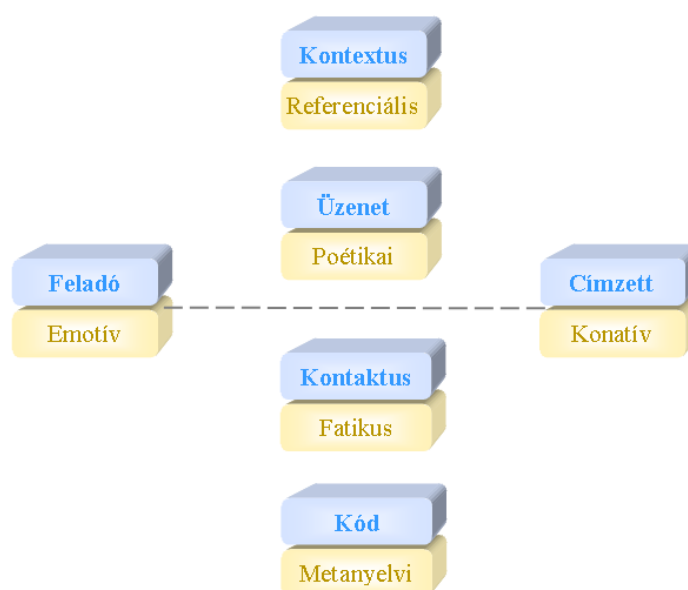 Kontextus
Referenciális
Üzenet
Poétikai
Feladó
Emotív
Címzett
Konatív
Kontaktus
Fatikus
Kód
Metanyelvi